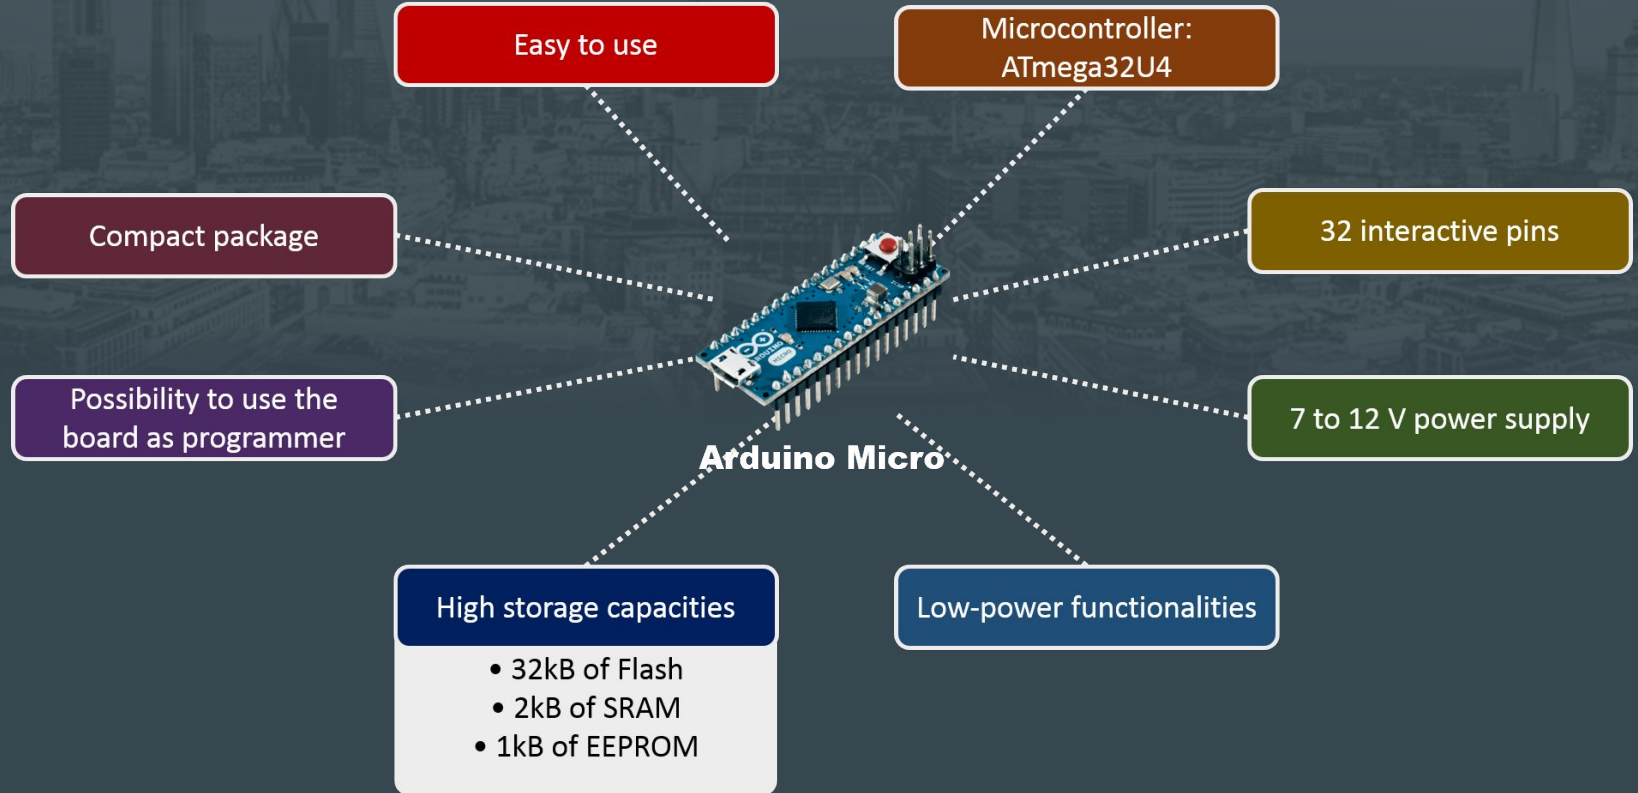 Easy to use
Microcontroller:
ATmega32U4
Compact package
32 interactive pins
Possibility to use the
board as programmer
7 to 12 V power supply
ARDUINO
MICRO
Arduino Micro
High storage capacities
• 32kB of Flash
• 2kB of SRAM
• 1kB of EEPROM
Low-power functionalities